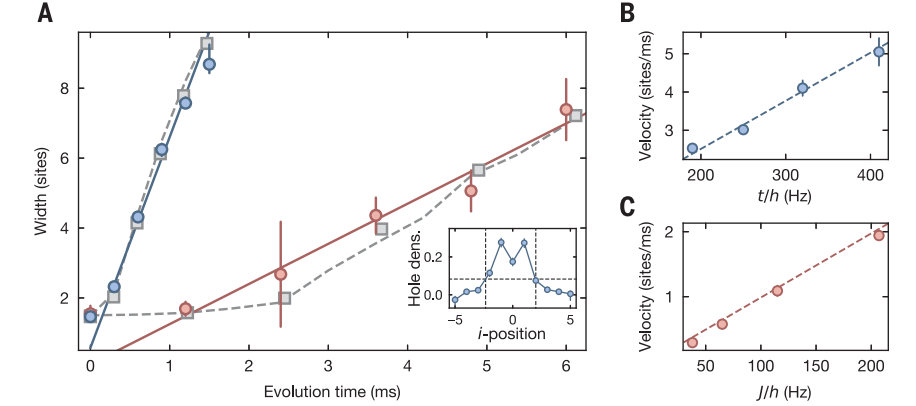 A
Width (sites)
8
6
4
2
0
1
2
3
4
5
6
Evolution time (ms)
Hole dens.
0.2
0.0
-5
0
5
i-position
B
Velocity (sites/ms)
5
4
3
200
300
400
t/h (Hz)
C
Velocity (sites/ms)
2
1
50
100
150
200
J/h (Hz)